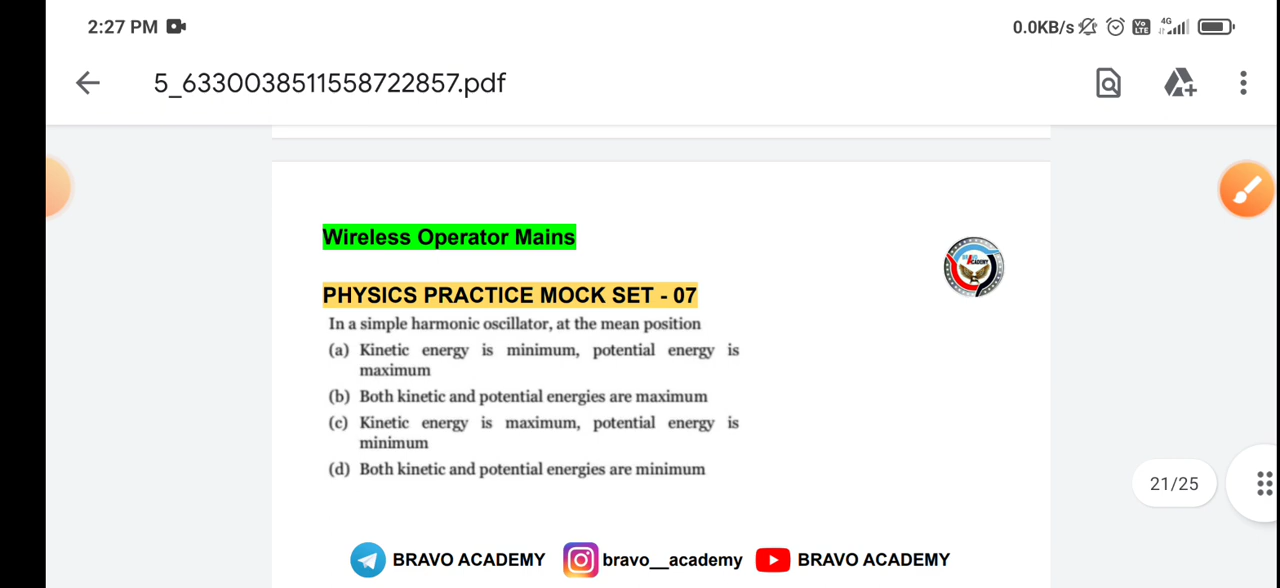 2:27 PM
0.0KB/s
Vo LTE
4G
5_6330038511558722857.pdf
Wireless Operator Mains
ACADEMY
PHYSICS PRACTICE MOCK SET - 07
In a simple harmonic oscillator, at the mean position
(a) Kinetic energy is minimum, potential energy is
maximum
(b) Both kinetic and potential energies are maximum
(c) Kinetic energy is maximum, potential energy is
minimum
(d) Both kinetic and potential energies are minimum
21/25
BRAVO ACADEMY bravo__academy BRAVO ACADEMY